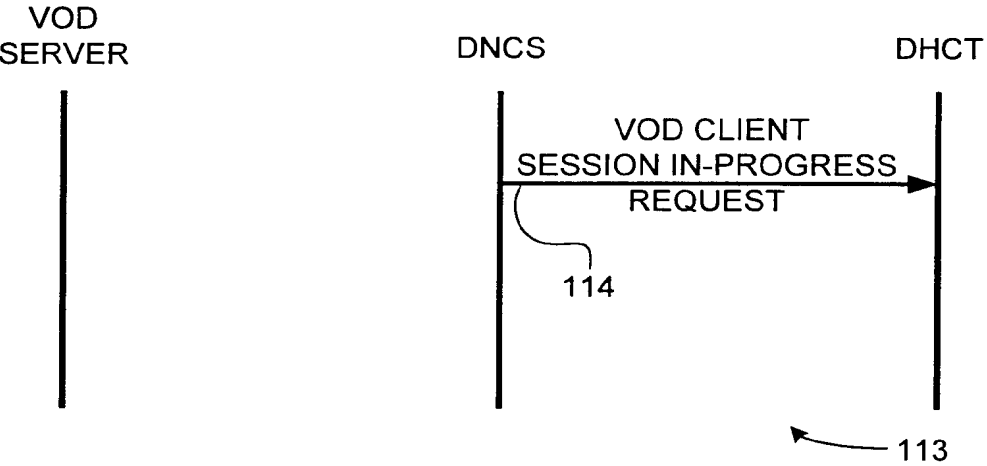 VOD
SERVER
DNCS
DHCT
VOD CLIENT
SESSION IN-PROGRESS
REQUEST
114
113